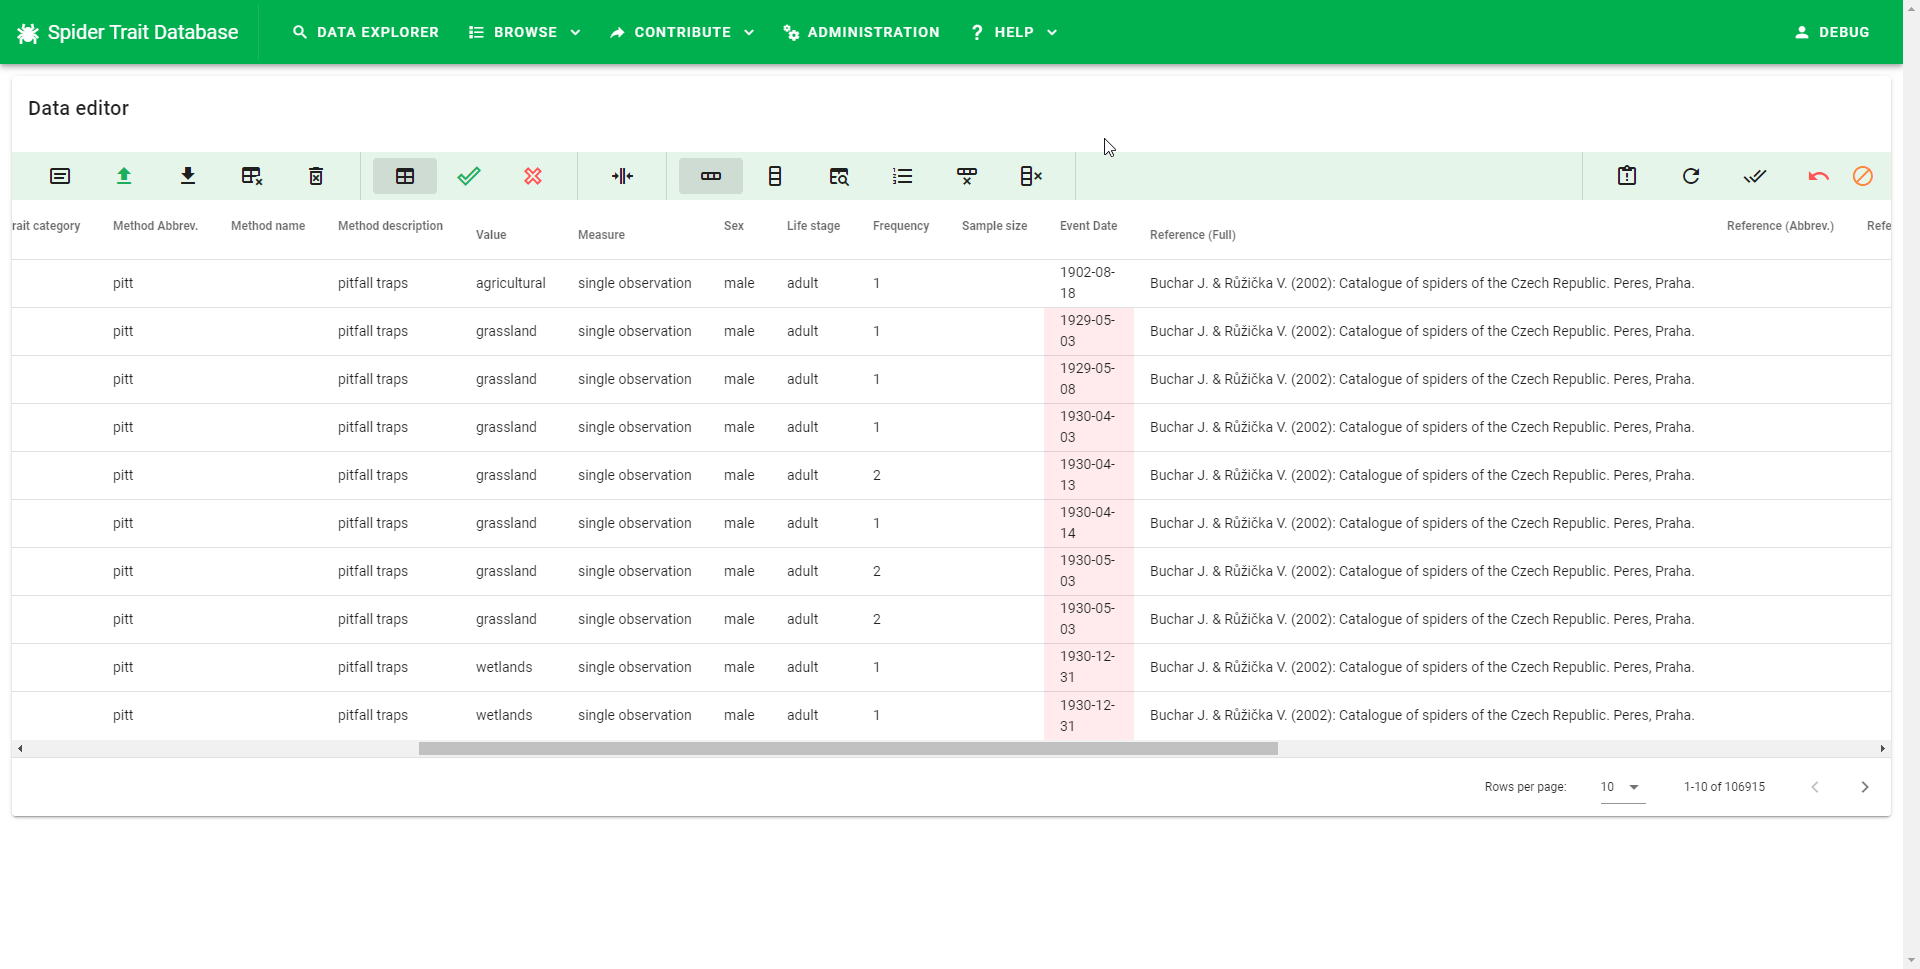 Spider Trait Database
DATA EXPLORER
BROWSE
CONTRIBUTE
ADMINISTRATION
HELP
DEBUG
Data editor
rait category Method Abbrev. Method name Method description Value Measure Sex Life stage Frequency Sample size Event Date Reference (Full) Reference (Abbrev.) Refe
pitt pitfall traps agricultural single observation male adult 1 1902-08-
18 Buchar J. & Růžička V. (2002): Catalogue of spiders of the Czech Republic. Peres, Praha.
pitt pitfall traps grassland single observation male adult 1 1929-05-
03 Buchar J. & Růžička V. (2002): Catalogue of spiders of the Czech Republic. Peres, Praha.
pitt pitfall traps grassland single observation male adult 1 1929-05-
08 Buchar J. & Růžička V. (2002): Catalogue of spiders of the Czech Republic. Peres, Praha.
pitt pitfall traps grassland single observation male adult 1 1930-04-
03 Buchar J. & Růžička V. (2002): Catalogue of spiders of the Czech Republic. Peres, Praha.
pitt pitfall traps grassland single observation male adult 2 1930-04-
13 Buchar J. & Růžička V. (2002): Catalogue of spiders of the Czech Republic. Peres, Praha.
pitt pitfall traps grassland single observation male adult 1 1930-04-
14 Buchar J. & Růžička V. (2002): Catalogue of spiders of the Czech Republic. Peres, Praha.
pitt pitfall traps grassland single observation male adult 2 1930-05-
03 Buchar J. & Růžička V. (2002): Catalogue of spiders of the Czech Republic. Peres, Praha.
pitt pitfall traps grassland single observation male adult 2 1930-05-
03 Buchar J. & Růžička V. (2002): Catalogue of spiders of the Czech Republic. Peres, Praha.
pitt pitfall traps wetlands single observation male adult 1 1930-12-
31 Buchar J. & Růžička V. (2002): Catalogue of spiders of the Czech Republic. Peres, Praha.
pitt pitfall traps wetlands single observation male adult 1 1930-12-
31 Buchar J. & Růžička V. (2002): Catalogue of spiders of the Czech Republic. Peres, Praha.
Rows per page: 10 1-10 of 106915